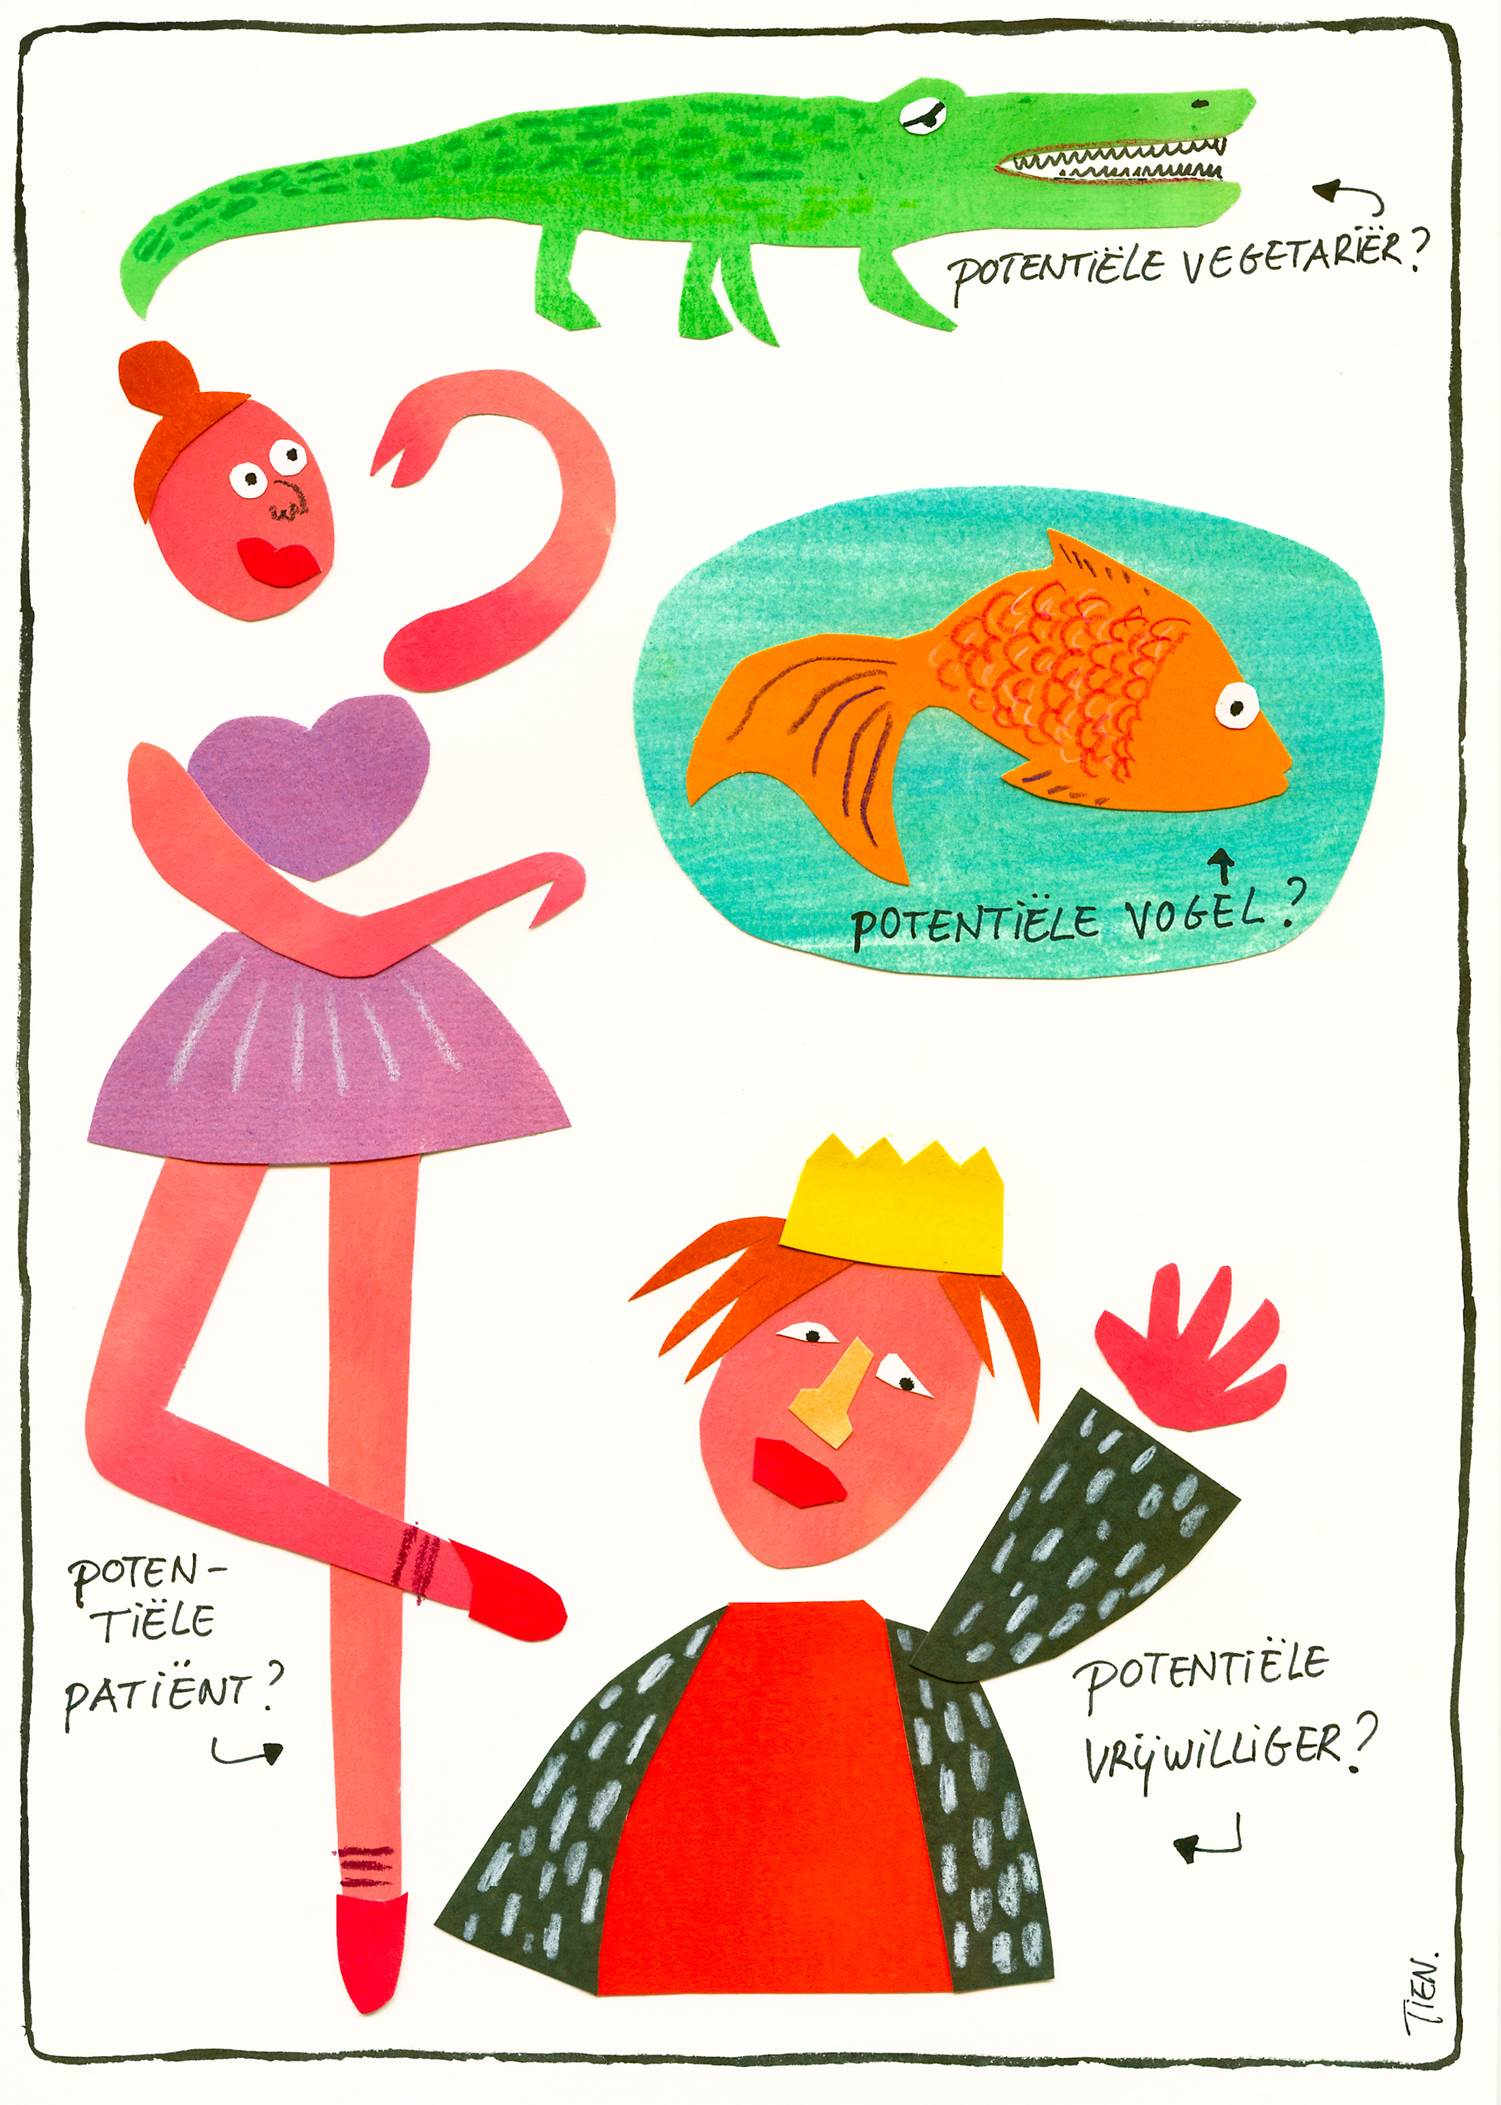 POTENTIËLE VEGETARIËR?
POTENTIËLE VOGEL?
POTEN-
TIËLE
PATIËNT?
POTENTIËLE
VRIJWILLIGER?
TIEN.